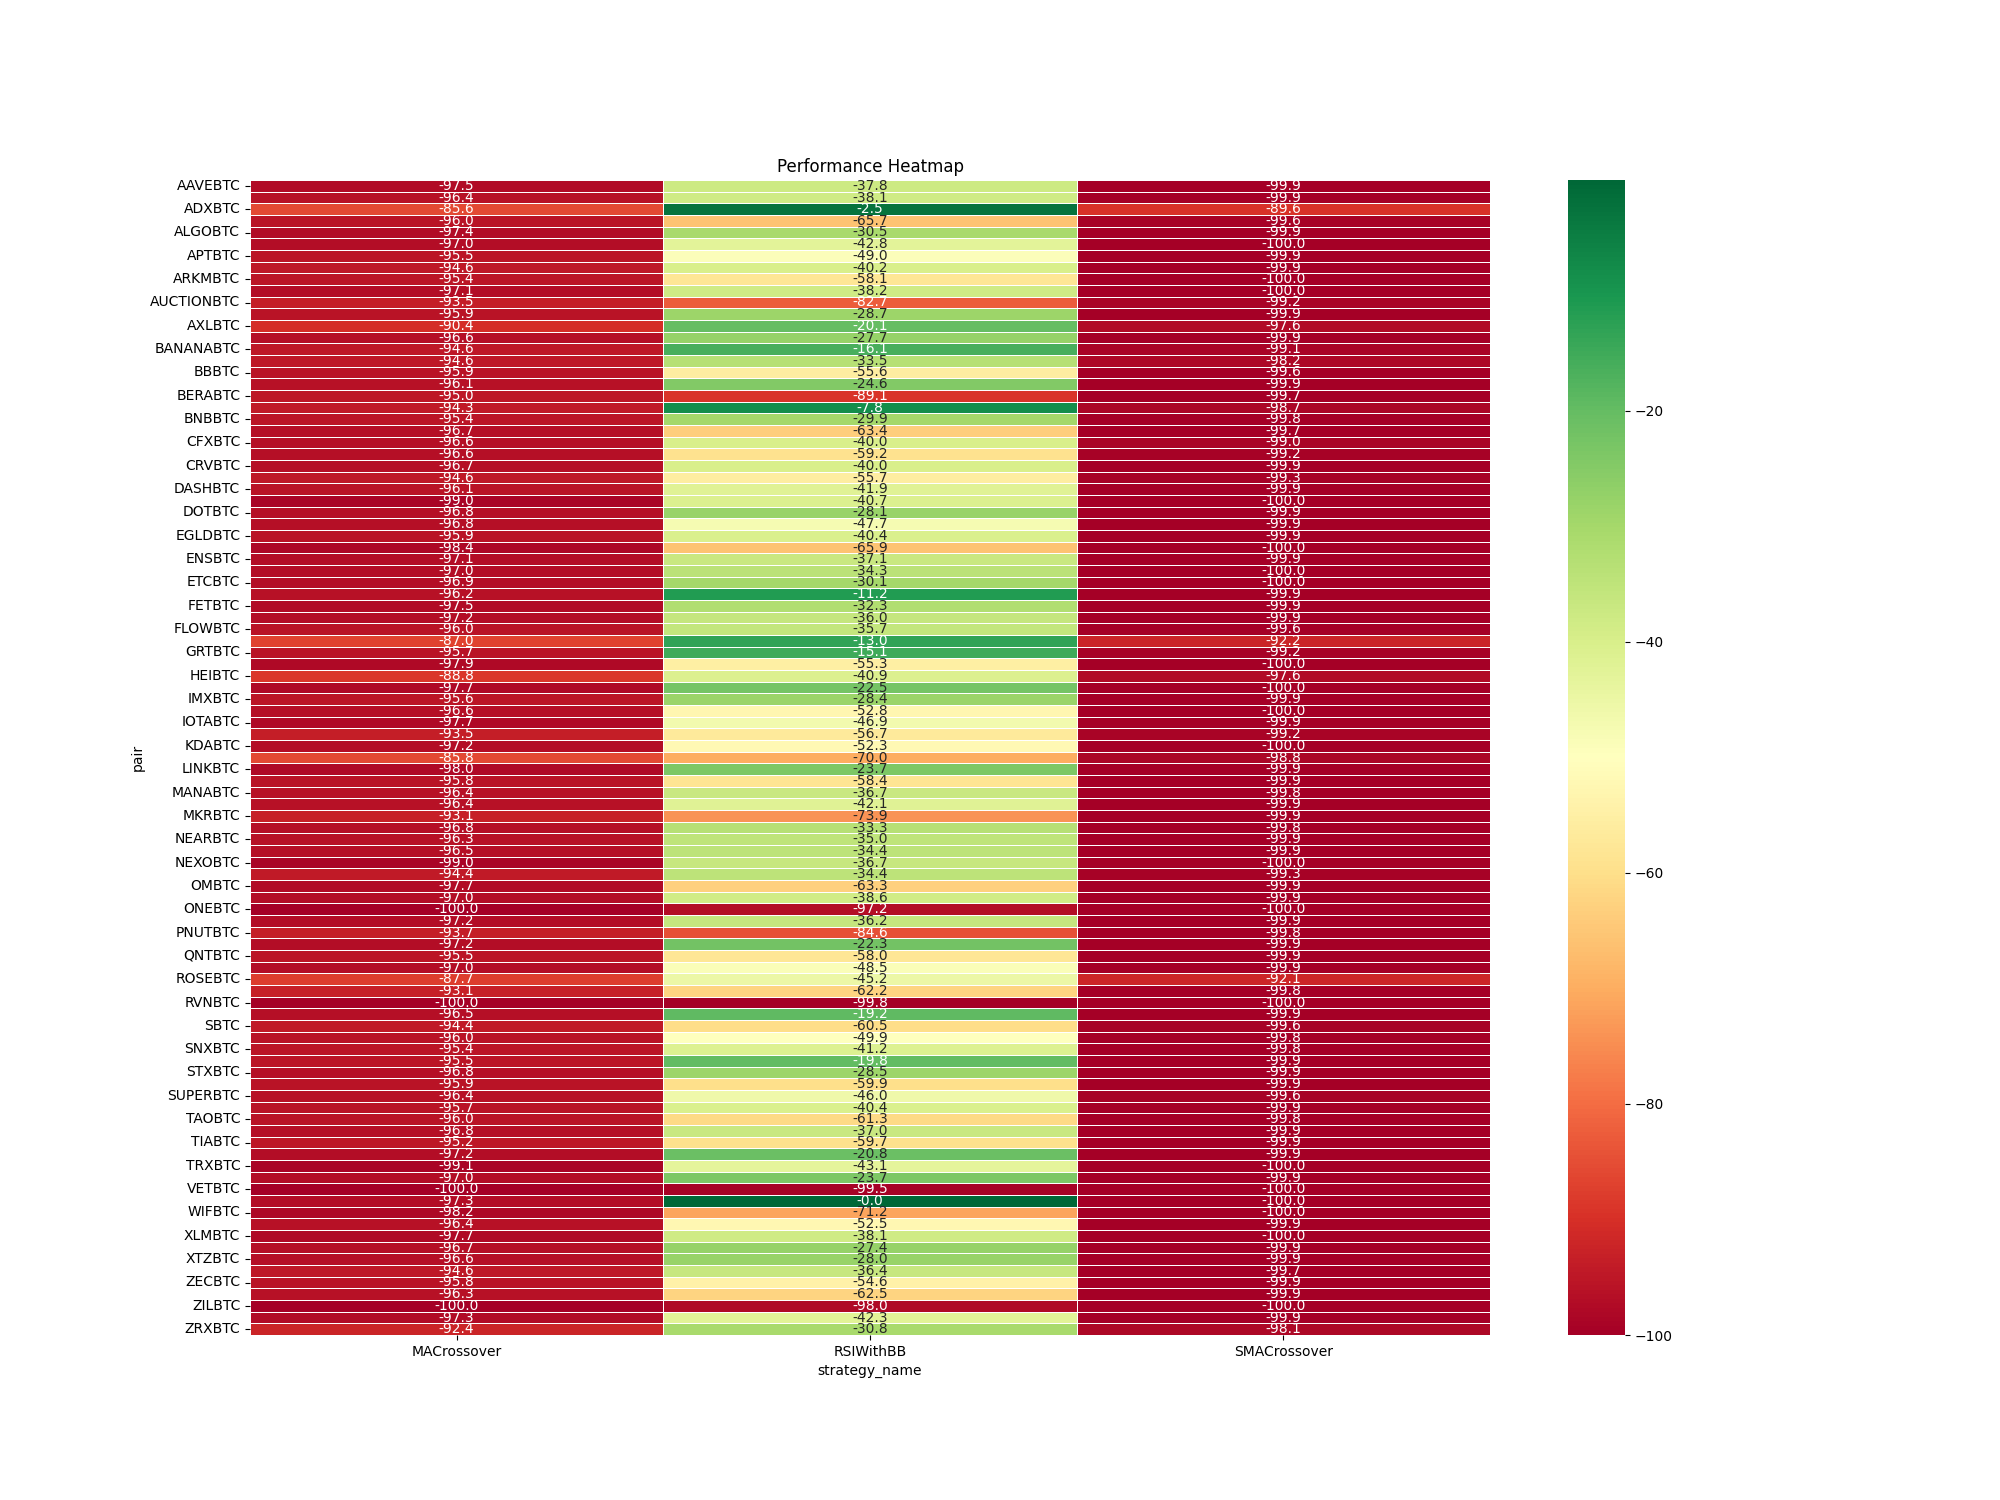 Performance Heatmap
AAVEBTC -97.5 -37.8 -99.9
-96.4 -38.1 -99.9
ADXBTC -85.6 -2.5 -89.6
-96.0 -65.7 -99.6
ALGOBTC -97.4 -30.5 -99.9
-97.0 -42.8 -100.0
APTBTC -95.5 -49.0 -99.9
-94.6 -40.2 -99.9
ARKMBTC -95.4 -58.1 -100.0
-97.1 -38.2 -100.0
AUCTIONBTC -93.5 -82.7 -99.2
-95.9 -28.7 -99.9
AXLBTC -90.4 -20.1 -97.6
-96.6 -27.7 -99.9
BANANABTC -94.6 -16.1 -99.1
-94.6 -33.5 -98.2
BBBTC -95.9 -55.6 -99.6
-96.1 -24.6 -99.9
BERABTC -95.0 -89.1 -99.7
-94.3 -7.8 -98.7
BNBBTC -95.4 -29.9 -99.8
-96.7 -63.4 -99.7
CFXBTC -96.6 -40.0 -99.0
-96.6 -59.2 -99.2
CRVBTC -96.7 -40.0 -99.9
-94.6 -55.7 -99.3
DASHBTC -96.1 -41.9 -99.9
-99.0 -40.7 -100.0
DOTBTC -96.8 -28.1 -99.9
-96.8 -47.7 -99.9
EGLDBTC -95.9 -40.4 -99.9
-98.4 -65.9 -100.0
ENSBTC -97.1 -37.1 -99.9
-97.0 -34.3 -100.0
ETCBTC -96.9 -30.1 -100.0
-96.2 -11.2 -99.9
FETBTC -97.5 -32.3 -99.9
-97.2 -36.0 -99.9
FLOWBTC -96.0 -35.7 -99.6
-87.0 -13.0 -92.2
GRTBTC -95.7 -15.1 -99.2
-97.9 -55.3 -100.0
HEIBTC -88.8 -40.9 -97.6
-97.7 -22.5 -100.0
IMXBTC -95.6 -28.4 -99.9
-96.6 -52.8 -100.0
IOTABTC -97.7 -46.9 -99.9
-93.5 -56.7 -99.2
KDABTC -97.2 -52.3 -100.0
-85.8 -70.0 -98.8
LINKBTC -98.0 -23.7 -99.9
-95.8 -58.4 -99.9
MANABTC -96.4 -36.7 -99.8
-96.4 -42.1 -99.9
MKRBTC -93.1 -73.9 -99.9
-96.8 -33.3 -99.8
NEARBTC -96.3 -35.0 -99.9
-96.5 -34.4 -99.9
NEXOBTC -99.0 -36.7 -100.0
-94.4 -34.4 -99.3
OMBTC -97.7 -63.3 -99.9
-97.0 -38.6 -99.9
ONEBTC -100.0 -97.2 -100.0
-97.2 -36.2 -99.9
PNUTBTC -93.7 -84.6 -99.8
-97.2 -22.3 -99.9
QNTBTC -95.5 -58.0 -99.9
-97.0 -48.5 -99.9
ROSEBTC -87.7 -45.2 -92.1
-93.1 -62.2 -99.8
RVNBTC -100.0 -99.8 -100.0
-96.5 -19.2 -99.9
SBTC -94.4 -60.5 -99.6
-96.0 -49.9 -99.8
SNXBTC -95.4 -41.2 -99.8
-95.5 -19.8 -99.9
STXBTC -96.8 -28.5 -99.9
-95.9 -59.9 -99.9
SUPERBTC -96.4 -46.0 -99.6
-95.7 -40.4 -99.9
TAOBTC -96.0 -61.3 -99.8
-96.8 -37.0 -99.9
TIABTC -95.2 -59.7 -99.9
-97.2 -20.8 -99.9
TRXBTC -99.1 -43.1 -100.0
-97.0 -23.7 -99.9
VETBTC -100.0 -99.5 -100.0
-97.3 -0.0 -100.0
WIFBTC -98.2 -71.2 -100.0
-96.4 -52.5 -99.9
XLMBTC -97.7 -38.1 -100.0
-96.7 -27.4 -99.9
XTZBTC -96.6 -28.0 -99.9
-94.6 -36.4 -99.7
ZECBTC -95.8 -54.6 -99.9
-96.3 -62.5 -99.9
ZILBTC -100.0 -98.0 -100.0
-97.3 -42.3 -99.9
ZRXBTC -92.4 -30.8 -98.1
pair
MACrossover RSIWithBB SMACrossover
strategy_name
−20
−40
−60
−80
−100